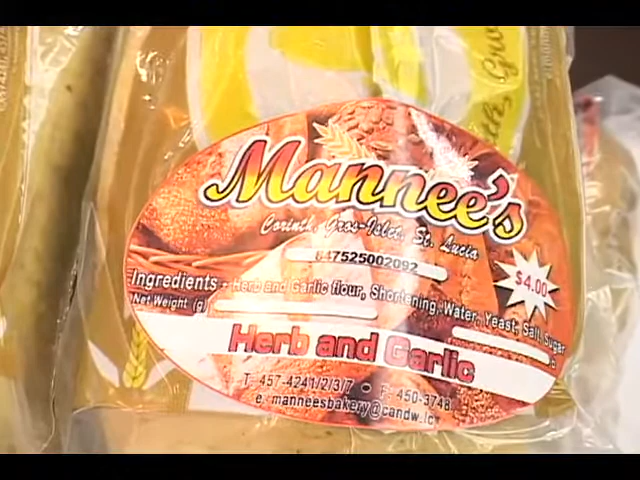 Mannee's
Corinth, Gros-Islet, St. Lucia
847525002092
$4.00
Ingredients - Herb and Garlic flour, Shortening, Water, Yeast, Salt, Sugar
Net Weight (g)
Herb and Garlic
T: 457-4241/2/3/7 • F: 450-3748
e: manneesbakery@candw.lc